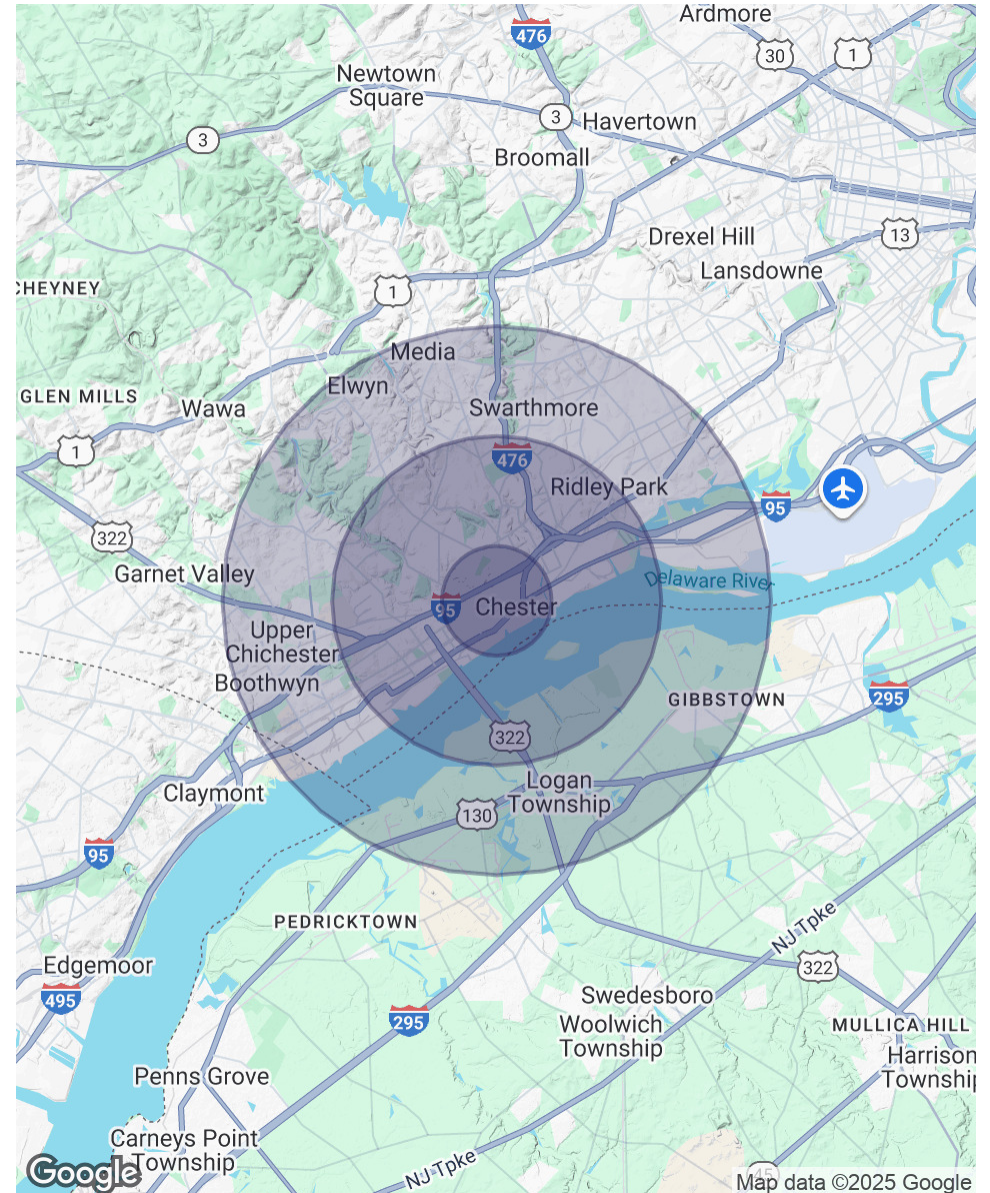 Ardmore
476
30
1
Newtown
Square
3
Havertown
3
Broomall
13
Drexel Hill
Lansdowne
CHEYNEY
1
Media
Elwyn
GLEN MILLS
Wawa
Swarthmore
1
476
Ridley Park
95
322
Garnet Valley
Delaware River
95
Chester
Upper
Chichester
Boothwyn
GIBBSTOWN
295
322
Logan
Township
Claymont
130
95
PEDRICKTOWN
NJ Tpke
Edgemoor
322
495
Swedesboro
295
Woolwich
Township
MULLICA HILL
Harrison
Township
Penns Grove
Carneys Point
Township
NJ Tpke
45
Google
Map data ©2025 Google